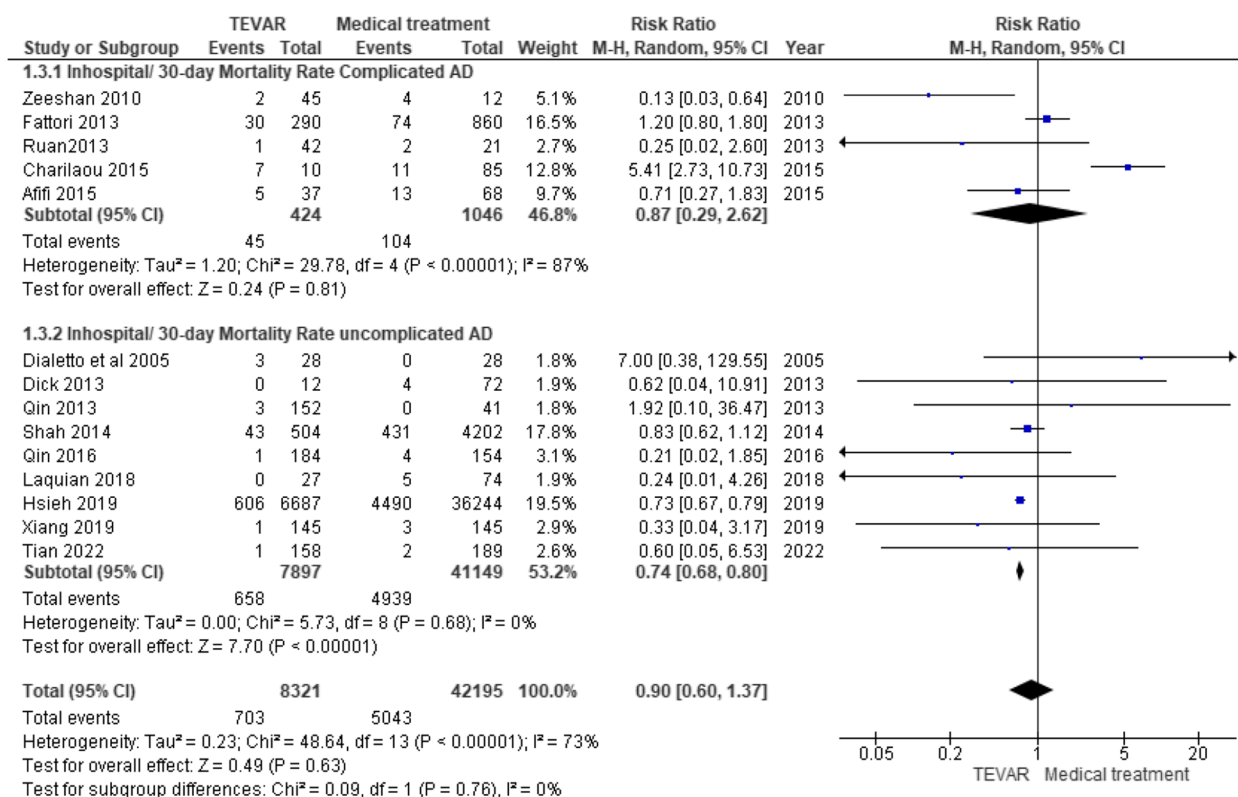 TEVAR Medical treatment Risk Ratio Risk Ratio
Study or Subgroup Events Total Events Total Weight M-H, Random, 95% CI Year M-H, Random, 95% CI
1.3.1 Inhospital/ 30-day Mortality Rate Complicated AD
Zeeshan 2010 2 45 4 12 5.1% 0.13 [0.03, 0.64] 2010
Fattori 2013 30 290 74 860 16.5% 1.20 [0.80, 1.80] 2013
Ruan2013 1 42 2 21 2.7% 0.25 [0.02, 2.60] 2013
Charilaou 2015 7 10 11 85 12.8% 5.41 [2.73, 10.73] 2015
Afifi 2015 5 37 13 68 9.7% 0.71 [0.27, 1.83] 2015
Subtotal (95% CI) 424 1046 46.8% 0.87 [0.29, 2.62]
Total events 45 104
Heterogeneity: Tau² = 1.20; Chi² = 29.78, df = 4 (P < 0.00001); I² = 87%
Test for overall effect: Z = 0.24 (P = 0.81)
1.3.2 Inhospital/ 30-day Mortality Rate uncomplicated AD
Dialetto et al 2005 3 28 0 28 1.8% 7.00 [0.38, 129.55] 2005
Dick 2013 0 12 4 72 1.9% 0.62 [0.04, 10.91] 2013
Qin 2013 3 152 0 41 1.8% 1.92 [0.10, 36.47] 2013
Shah 2014 43 504 431 4202 17.8% 0.83 [0.62, 1.12] 2014
Qin 2016 1 184 4 154 3.1% 0.21 [0.02, 1.85] 2016
Laquian 2018 0 27 5 74 1.9% 0.24 [0.01, 4.26] 2018
Hsieh 2019 606 6687 4490 36244 19.5% 0.73 [0.67, 0.79] 2019
Xiang 2019 1 145 3 145 2.9% 0.33 [0.04, 3.17] 2019
Tian 2022 1 158 2 189 2.6% 0.60 [0.05, 6.53] 2022
Subtotal (95% CI) 7897 41149 53.2% 0.74 [0.68, 0.80]
Total events 658 4939
Heterogeneity: Tau² = 0.00; Chi² = 5.73, df = 8 (P = 0.68); I² = 0%
Test for overall effect: Z = 7.70 (P < 0.00001)
Total (95% CI) 8321 42195 100.0% 0.90 [0.60, 1.37]
Total events 703 5043
Heterogeneity: Tau² = 0.23; Chi² = 48.64, df = 13 (P < 0.00001); I² = 73%
Test for overall effect: Z = 0.49 (P = 0.63)
Test for subgroup differences: Chi² = 0.09, df = 1 (P = 0.76), I² = 0%
0.05 0.2 1 5 20
TEVAR Medical treatment